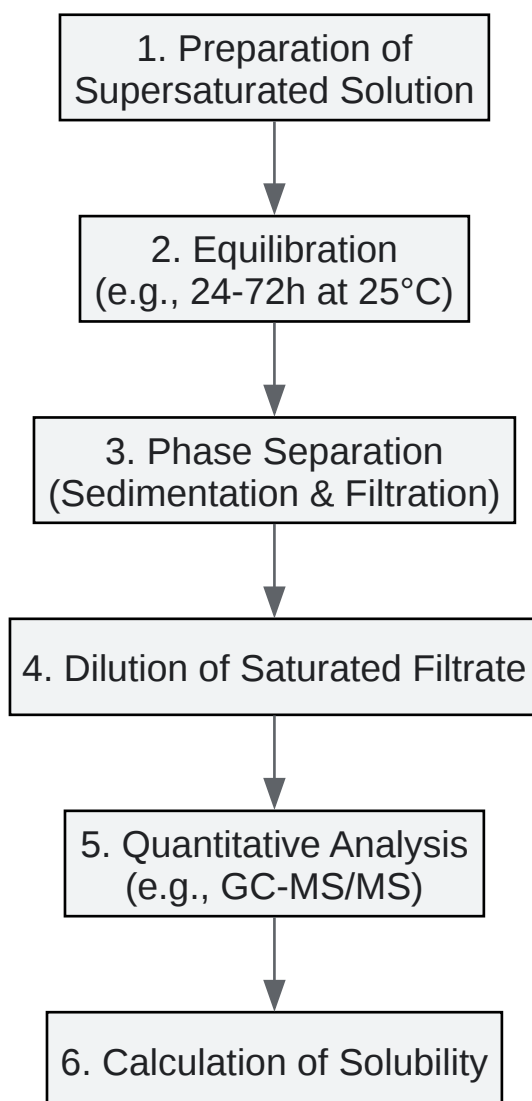 1. Preparation of
Supersaturated Solution
2. Equilibration
(e.g., 24-72h at 25°C)
3. Phase Separation
(Sedimentation & Filtration)
4. Dilution of Saturated Filtrate
5. Quantitative Analysis
(e.g., GC-MS/MS)
6. Calculation of Solubility